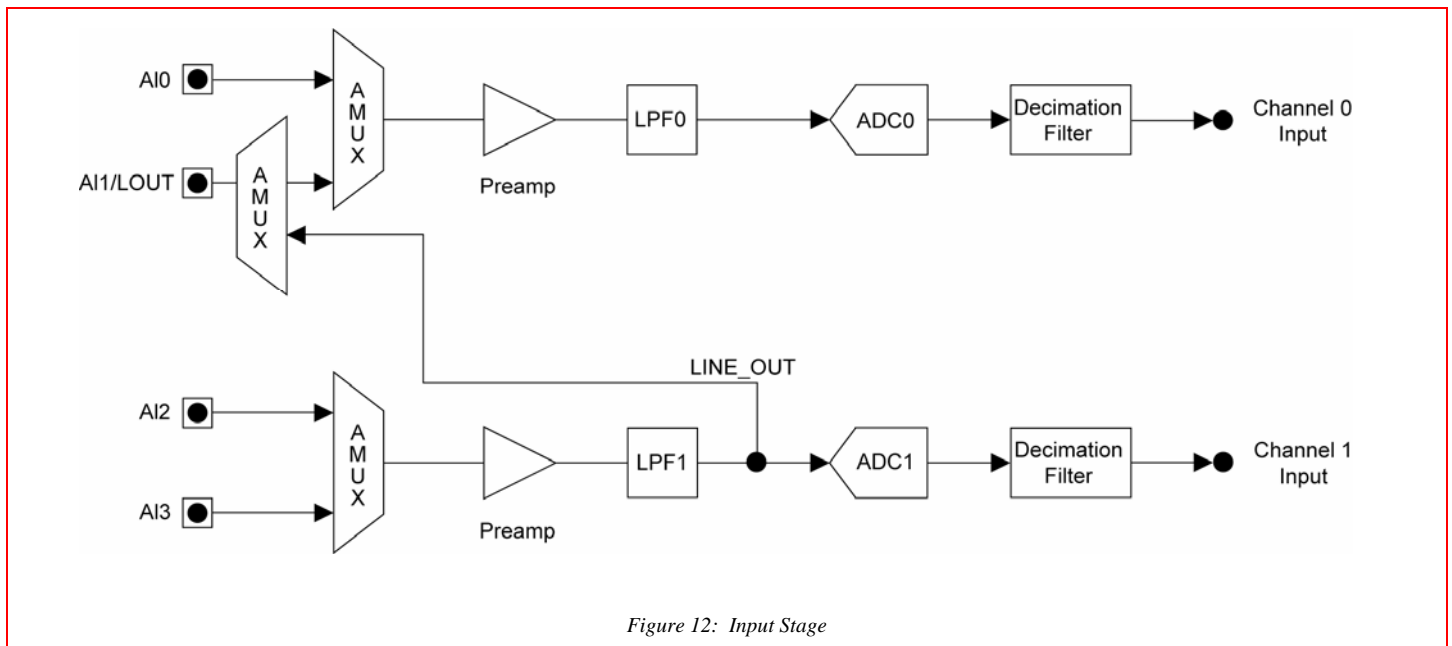 AI0
A
M
U
X
LPF0
ADC0
Decimation
Filter
Channel 0
Input
AI1/LOUT
A
M
U
X
Preamp
LINE_OUT
AI2
A
M
U
X
LPF1
ADC1
Decimation
Filter
Channel 1
Input
AI3
Preamp
Figure 12: Input Stage